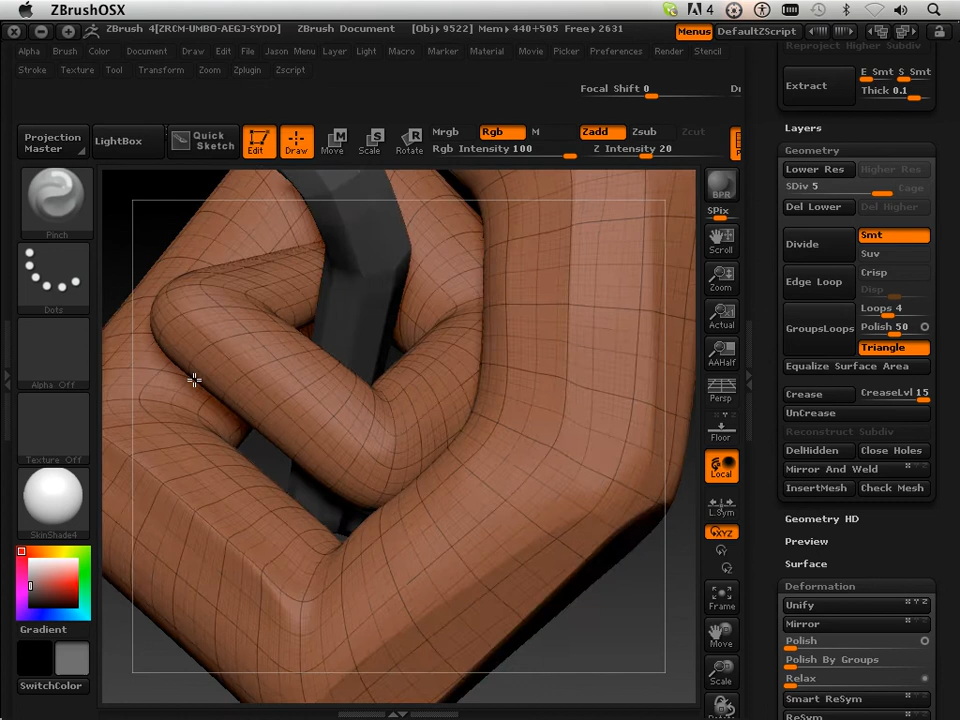 ZBrushOSX
4
ZBrush 4[ZRCM-UMBO-AEGJ-SYDD] ZBrush Document [Obj 9522] Mem 440+505 Free 2631 Menus DefaultZScript
Alpha Brush Color Document Draw Edit File Jason Menu Layer Light Macro Marker Material Movie Picker Preferences Render Stencil
Stroke Texture Tool Transform Zoom Zplugin Zscript
Focal Shift 0
Projection Master
LightBox
Quick Sketch
Edit
Draw
Move
Scale
Rotate
Mrgb Rgb M Zadd Zsub Zcut
Rgb Intensity 100 Z Intensity 20
Pinch
Dots
Alpha Off
Texture Off
SkinShade4
Gradient
SwitchColor
BPR
SPix
Scroll
Zoom
Actual
AAHalf
Persp
Floor
Local
L.Sym
XYZ
Frame
Move
Scale
Reproject Higher Subdiv
Extract
E Smt S Smt
Thick 0.1
Layers
Geometry
Lower Res Higher Res
SDiv 5 Cage
Del Lower Del Higher
Divide
Smt
Suv
Edge Loop
Crisp
Disp
GroupsLoops
Loops 4
Polish 50
Triangle
Equalize Surface Area
Crease CreaseLvl 15
UnCrease
Reconstruct Subdiv
DelHidden Close Holes
Mirror And Weld
InsertMesh Check Mesh
Geometry HD
Preview
Surface
Deformation
Unify
Mirror
Polish
Polish By Groups
Relax
Smart ReSym
ReSym